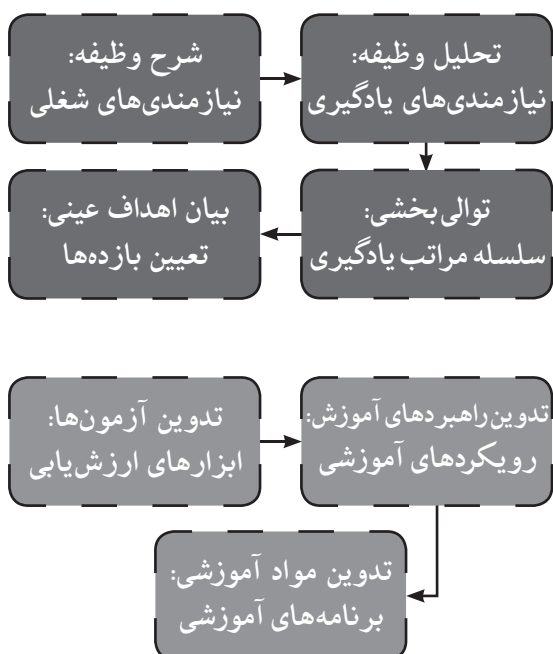 شرح وظیفه:
نیازمندی‌های شغلی
تحلیل وظیفه:
نیازمندی‌های یادگیری
توالی‌بخشی:
سلسله مراتب یادگیری
بیان اهداف عینی:
تعیین بازده‌ها
تدوین آزمون‌ها:
ابزارهای ارزش‌یابی
تدوین راهبردهای آموزش:
رویکردهای آموزشی
تدوین مواد آموزشی:
برنامه‌های آموزشی